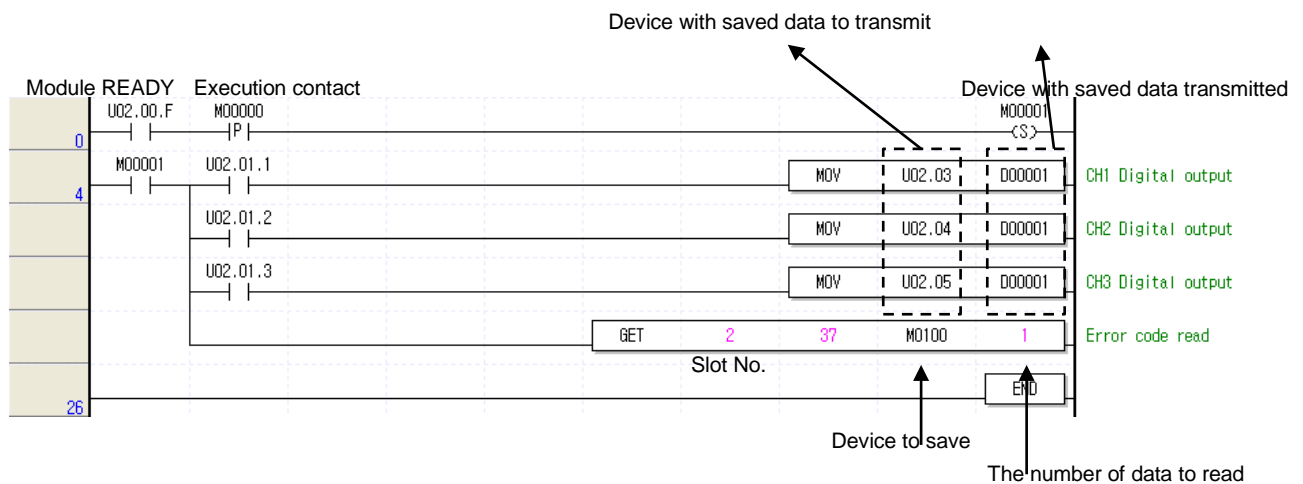 Device with saved data to transmit
Module READY Execution contact Device with saved data transmitted
U02.00.F M00000 M00001
0 P (S)
M00001 U02.01.1
4 MOV U02.03 D00001 CH1 Digital output
U02.01.2
MOV U02.04 D00001 CH2 Digital output
U02.01.3
MOV U02.05 D00001 CH3 Digital output
GET 2 37 M0100 1 Error code read
Slot No.
END
26
Device to save
The number of data to read